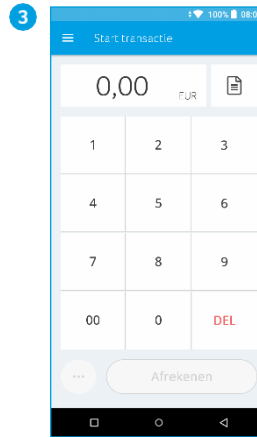 3
100% 08:0
Start transactie
0,00 EUR
1 2 3
4 5 6
7 8 9
00 0 DEL
... Afrekenen